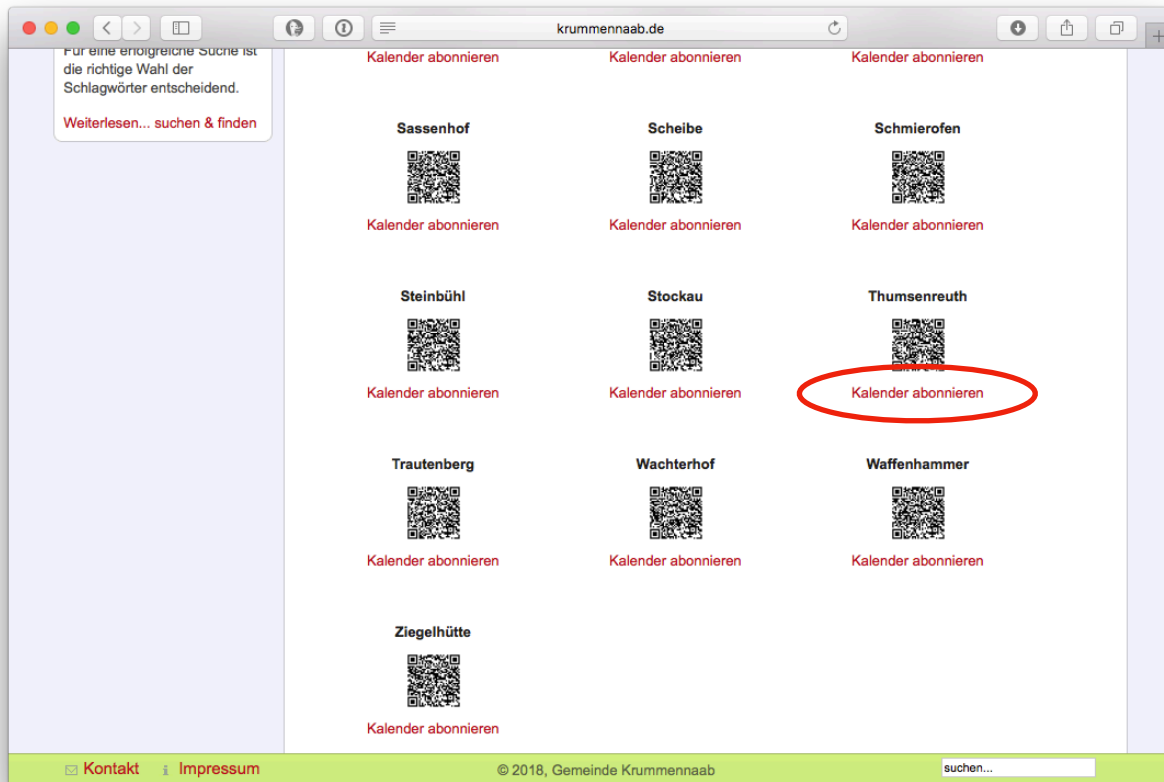 krummennaab.de
Für eine erfolgreiche Suche ist
die richtige Wahl der
Schlagwörter entscheidend.
Weiterlesen... suchen & finden
Kalender abonnieren Kalender abonnieren Kalender abonnieren
Sassenhof Scheibe Schmierofen
Kalender abonnieren Kalender abonnieren Kalender abonnieren
Steinbühl Stockau Thumsenreuth
Kalender abonnieren Kalender abonnieren Kalender abonnieren
Trautenberg Wachterhof Waffenhammer
Kalender abonnieren Kalender abonnieren Kalender abonnieren
Ziegelhütte
Kalender abonnieren
Kontakt Impressum © 2018, Gemeinde Krummennaab suchen...